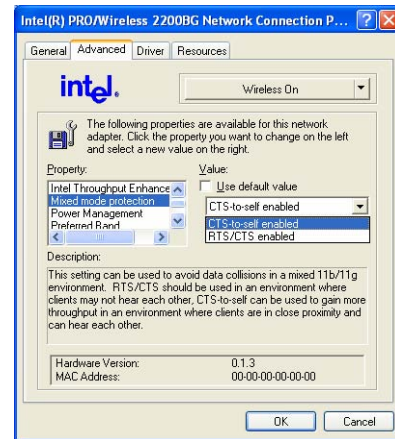 Intel(R) PRO/Wireless 2200BG Network Connection P...
General Advanced Driver Resources
intel.
Wireless On
The following properties are available for this network
adapter. Click the property you want to change on the left
and select a new value on the right.
Property:
Value:
Intel Throughput Enhance
Mixed mode protection
Power Management
Preferred Band
Use default value
CTS-to-self enabled
CTS-to-self enabled
RTS/CTS enabled
Description:
This setting can be used to avoid data collisions in a mixed 11b/11g
environment. RTS/CTS should be used in an environment where
clients may not hear each other, CTS-to-self can be used to gain more
throughput in an environment where clients are in close proximity and
can hear each other.
Hardware Version: 0.1.3
MAC Address: 00-00-00-00-00-00
OK Cancel